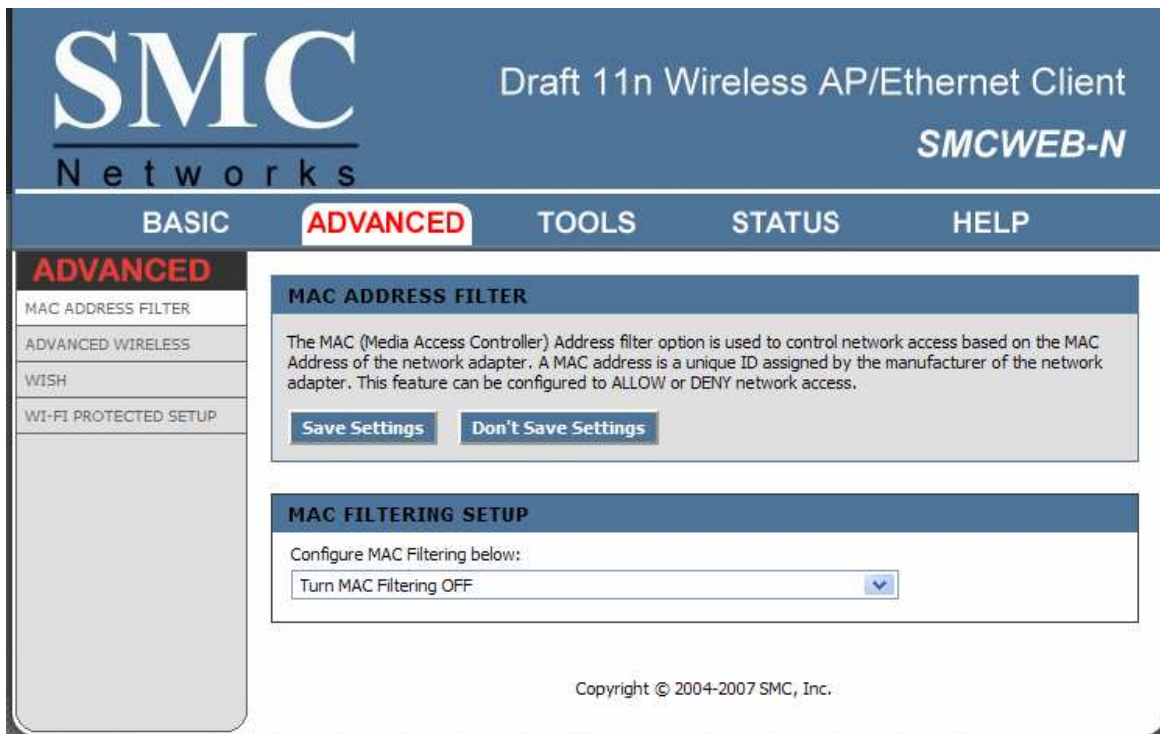 SMC
Networks
Draft 11n Wireless AP/Ethernet Client
SMCWEB-N
BASIC
ADVANCED
TOOLS
STATUS
HELP
ADVANCED
MAC ADDRESS FILTER
ADVANCED WIRELESS
WISH
WI-FI PROTECTED SETUP
MAC ADDRESS FILTER
The MAC (Media Access Controller) Address filter option is used to control network access based on the MAC
Address of the network adapter. A MAC address is a unique ID assigned by the manufacturer of the network
adapter. This feature can be configured to ALLOW or DENY network access.
Save Settings
Don't Save Settings
MAC FILTERING SETUP
Configure MAC Filtering below:
Turn MAC Filtering OFF
Copyright © 2004-2007 SMC, Inc.